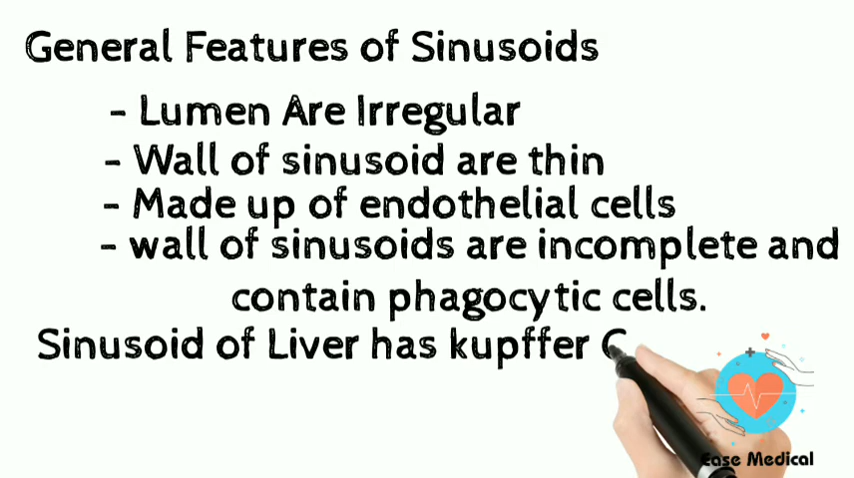 General Features of Sinusoids
- Lumen Are Irregular
- Wall of sinusoid are thin
- Made up of endothelial cells
- wall of sinusoids are incomplete and
contain phagocytic cells.
Sinusoid of Liver has kupffer C
Ease Medical